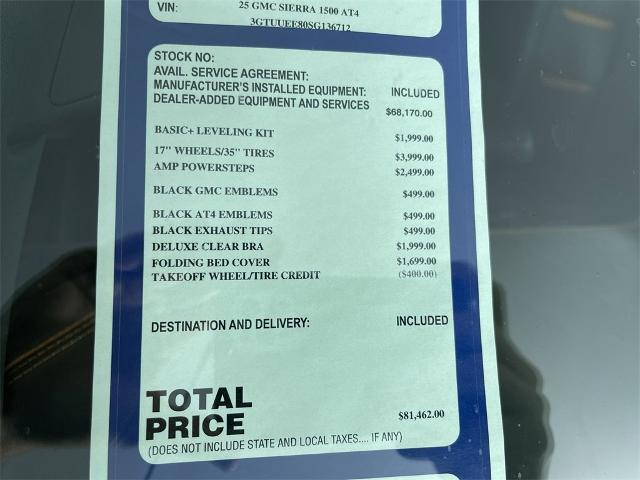 25 GMC SIERRA 1500 AT4
VIN: 3GTUUEE80SG136712
STOCK NO:
AVAIL. SERVICE AGREEMENT:
MANUFACTURER'S INSTALLED EQUIPMENT: INCLUDED
DEALER-ADDED EQUIPMENT AND SERVICES $68,170.00
BASIC+ LEVELING KIT $1,999.00
17" WHEELS/35" TIRES $3,999.00
AMP POWERSTEPS $2,499.00
BLACK GMC EMBLEMS $499.00
BLACK AT4 EMBLEMS $499.00
BLACK EXHAUST TIPS $499.00
DELUXE CLEAR BRA $1,999.00
FOLDING BED COVER $1,699.00
TAKEOFF WHEEL/TIRE CREDIT ($400.00)
DESTINATION AND DELIVERY: INCLUDED
TOTAL
PRICE $81,462.00
(DOES NOT INCLUDE STATE AND LOCAL TAXES.... IF ANY)